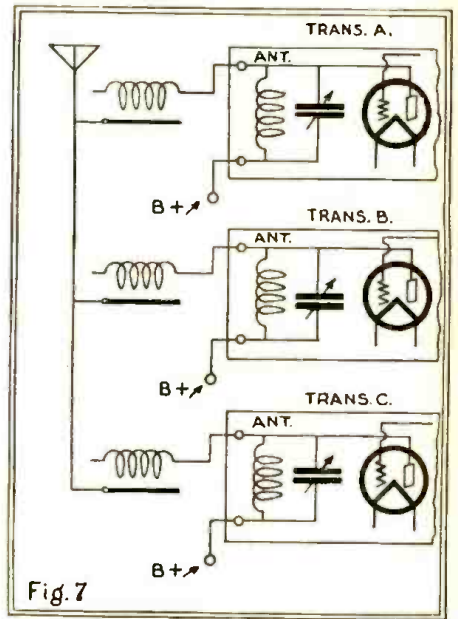 TRANS. A.
ANT.
B+
TRANS. B.
ANT.
B+
TRANS. C.
ANT.
B+
Fig. 7